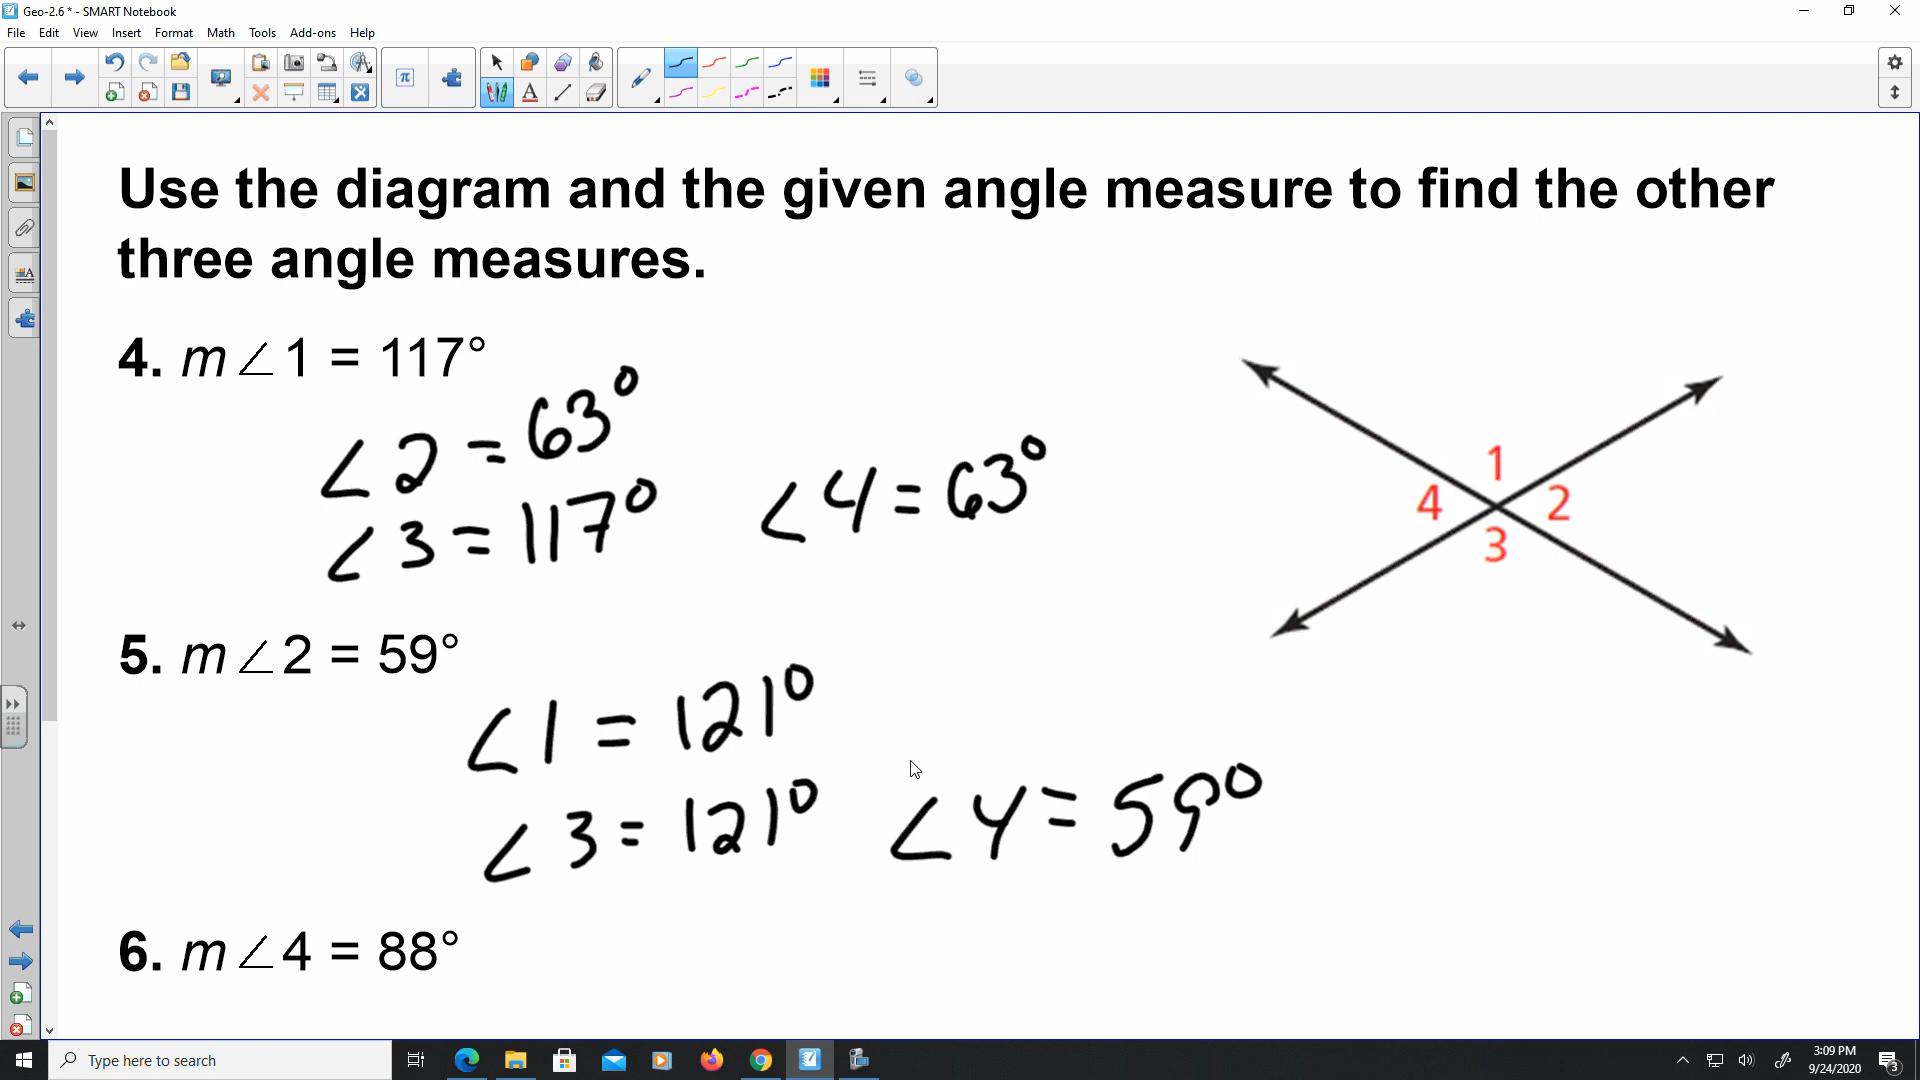 Geo-2.6 * - SMART Notebook
File Edit View Insert Format Math Tools Add-ons Help
π
A
Use the diagram and the given angle measure to find the other
three angle measures.
4. m∠1 = 117°
∠2 = 63°
∠3 = 117° ∠4 = 63°
1
4 2
3
5. m∠2 = 59°
∠1 = 121°
∠3 = 121° ∠4 = 59°
6. m∠4 = 88°
Type here to search
3:09 PM
9/24/2020
3